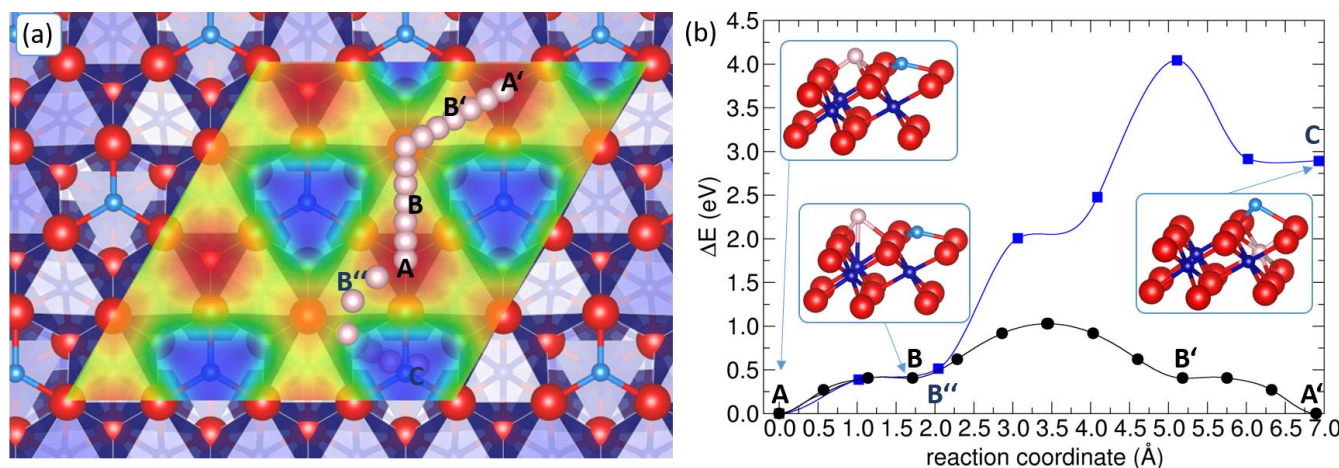 (a)
A‘
B‘
B
A
B‘‘
C
(b)
4.5
4.0
3.5
3.0
2.5
2.0
1.5
1.0
0.5
0.0
ΔE (eV)
C
B
B‘
B‘‘
A
A‘
0.0 0.5 1.0 1.5 2.0 2.5 3.0 3.5 4.0 4.5 5.0 5.5 6.0 6.5 7.0
reaction coordinate (Å)